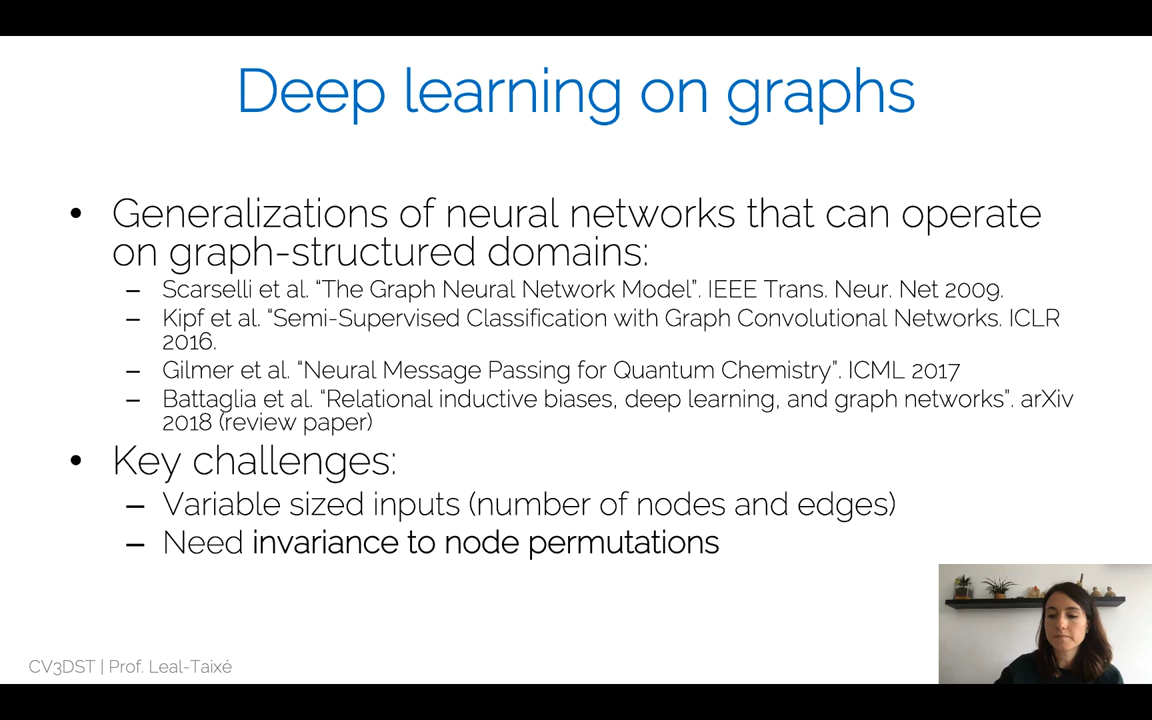 Deep learning on graphs
• Generalizations of neural networks that can operate
on graph-structured domains:
– Scarselli et al. “The Graph Neural Network Model”. IEEE Trans. Neur. Net 2009.
– Kipf et al. “Semi-Supervised Classification with Graph Convolutional Networks. ICLR
2016.
– Gilmer et al. “Neural Message Passing for Quantum Chemistry”. ICML 2017
– Battaglia et al. “Relational inductive biases, deep learning, and graph networks”. arXiv
2018 (review paper)
• Key challenges:
– Variable sized inputs (number of nodes and edges)
– Need invariance to node permutations
CV3DST | Prof. Leal-Taixé